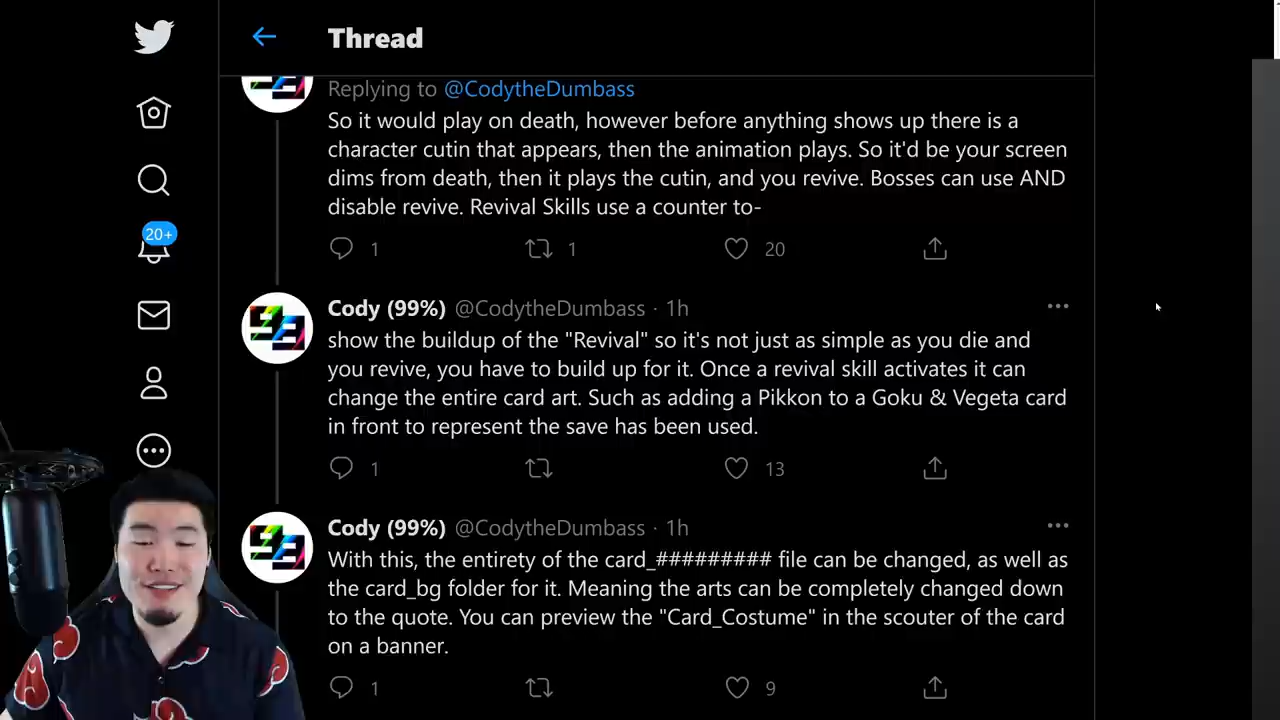 Thread
Replying to @CodytheDumbass
So it would play on death, however before anything shows up there is a
character cutin that appears, then the animation plays. So it'd be your screen
dims from death, then it plays the cutin, and you revive. Bosses can use AND
disable revive. Revival Skills use a counter to-
20+
1 1 20
Cody (99%) @CodytheDumbass · 1h
show the buildup of the "Revival" so it's not just as simple as you die and
you revive, you have to build up for it. Once a revival skill activates it can
change the entire card art. Such as adding a Pikkon to a Goku & Vegeta card
in front to represent the save has been used.
1 13
Cody (99%) @CodytheDumbass · 1h
With this, the entirety of the card_######### file can be changed, as well as
the card_bg folder for it. Meaning the arts can be completely changed down
to the quote. You can preview the "Card_Costume" in the scouter of the card
on a banner.
1 9